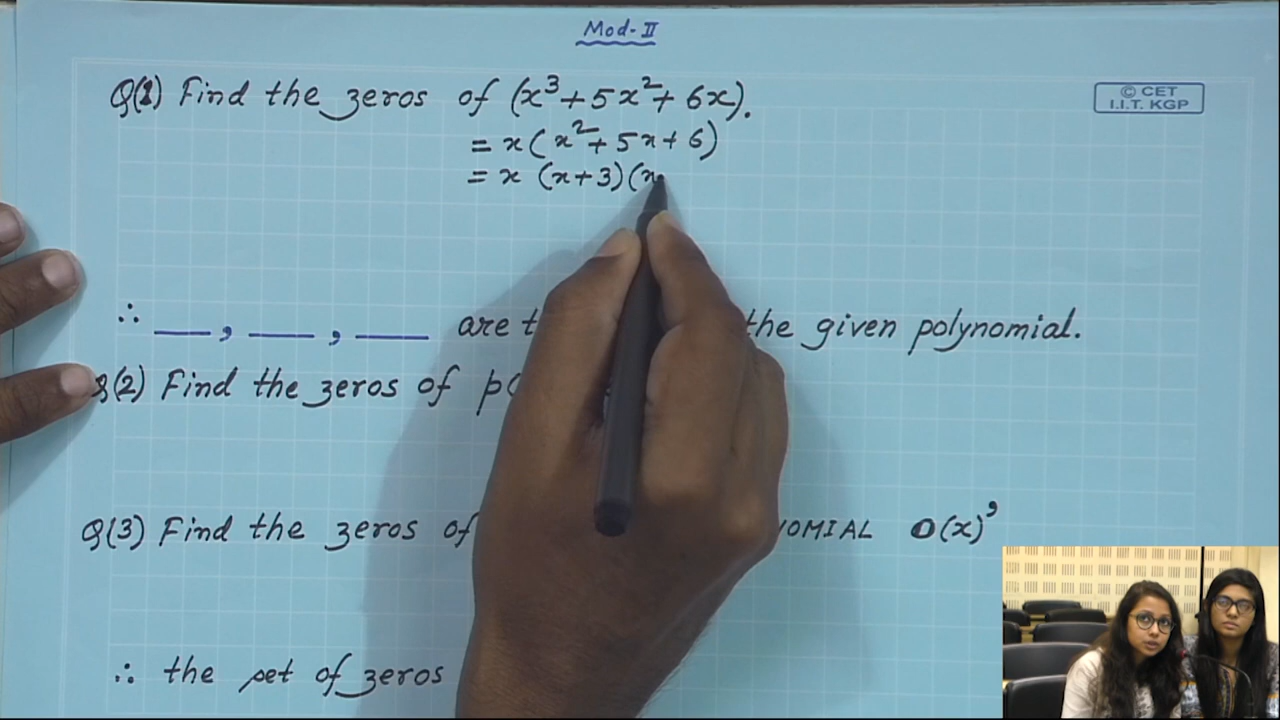 Mod-II
Q(1) Find the zeros of (x³+5x²+6x).
© CET
I.I.T. KGP
= x(x²+5x+6)
= x (x+3)(x
∴ ___, ___, ___ are the given polynomial.
Q(2) Find the zeros of p(
Q(3) Find the zeros of O(x)'
∴ the set of zeros